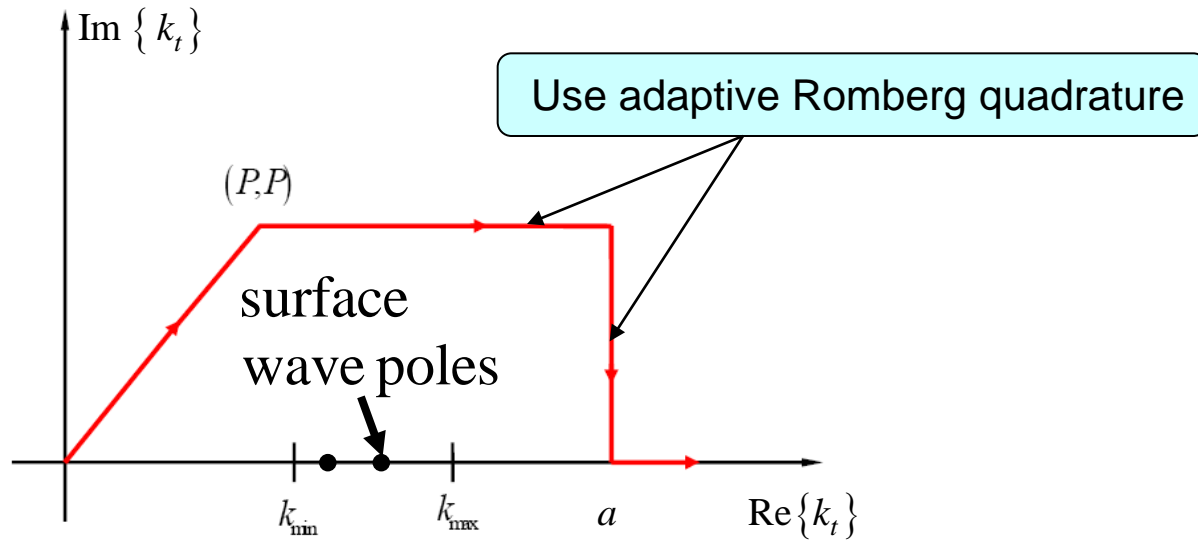 Im { k_t }
Use adaptive Romberg quadrature
(P,P)
surface
wave poles
k_min
k_max
a
Re{k_t}